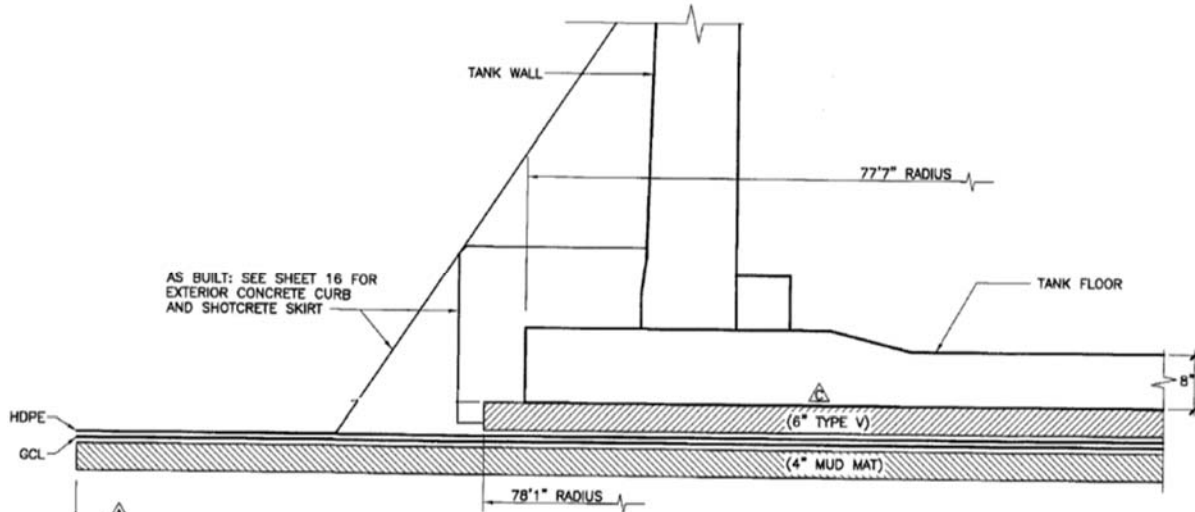 TANK WALL
77'7" RADIUS
AS BUILT: SEE SHEET 16 FOR
EXTERIOR CONCRETE CURB
AND SHOTCRETE SKIRT
TANK FLOOR
8"
C
HDPE
(6" TYPE V)
GCL
(4" MUD MAT)
78'1" RADIUS